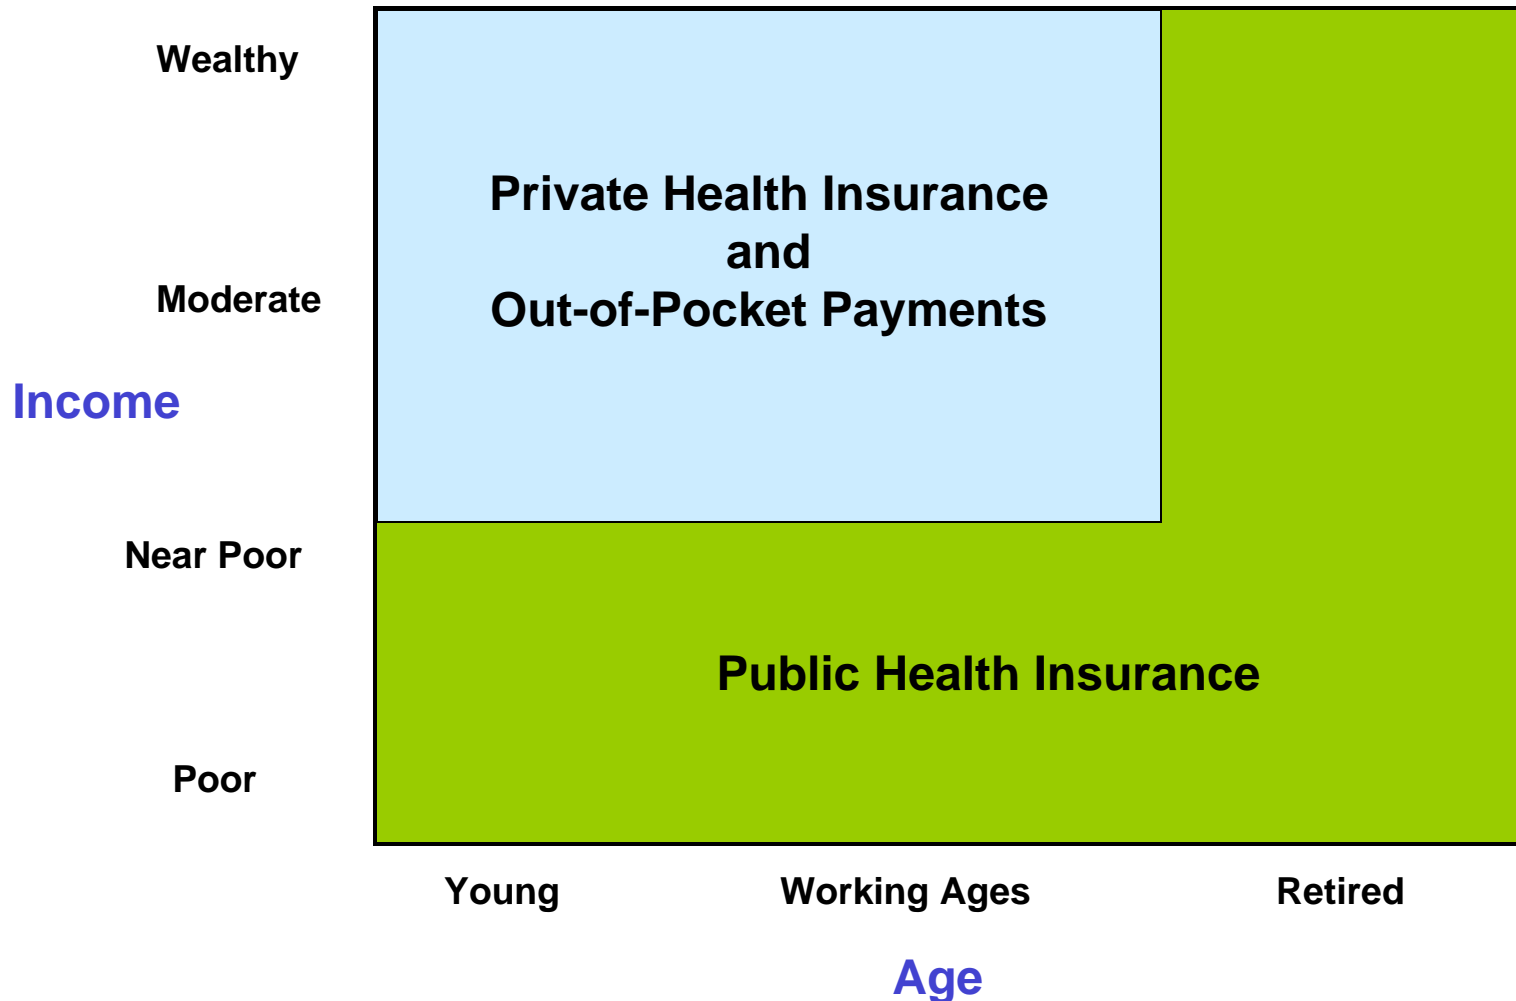 Wealthy
Private Health Insurance
and
Moderate
Out-of-Pocket Payments
Income
Near Poor
Public Health Insurance
Poor
Young Working Ages Retired
Age